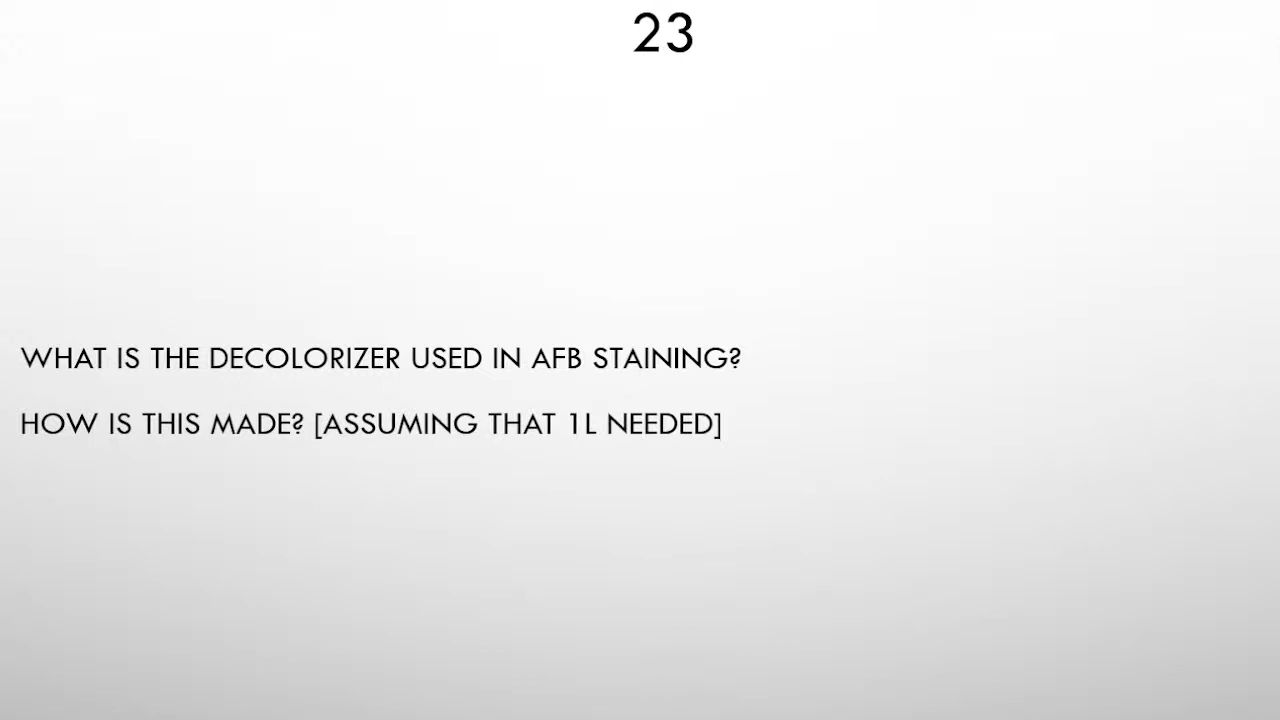 23
WHAT IS THE DECOLORIZER USED IN AFB STAINING?
HOW IS THIS MADE? [ASSUMING THAT 1L NEEDED]